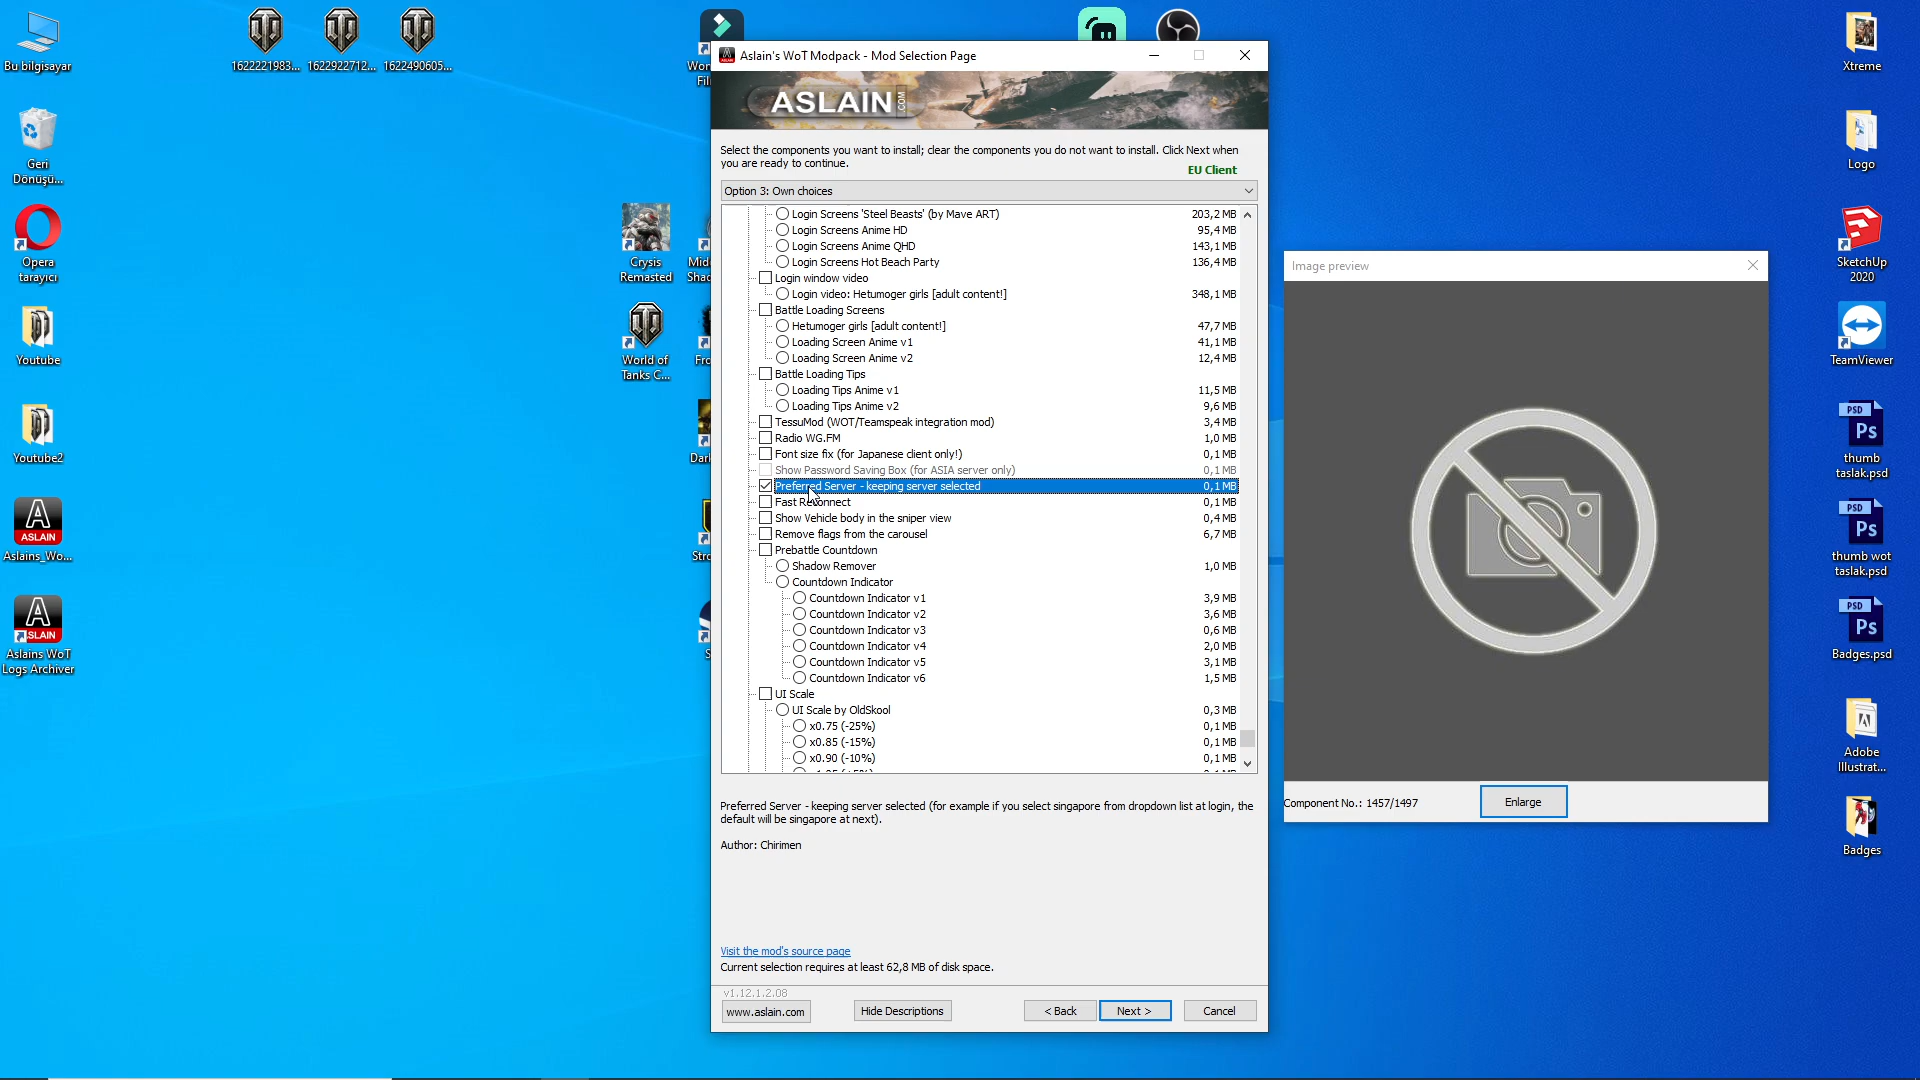 Bu bilgisayar
1622221983...
1622922712...
1622490605...
Geri
Dönüşü...
Opera
tarayıcı
Youtube
Youtube2
ASLAIN
Aslains_Wo...
ASLAIN
Aslains WoT
Logs Archiver
Crysis
Remasted
World of
Tanks C...
Aslain's WoT Modpack - Mod Selection Page
ASLAIN.COM
Select the components you want to install; clear the components you do not want to install. Click Next when
you are ready to continue.
EU Client
Option 3: Own choices
Login Screens 'Steel Beasts' (by Mave ART) 203,2 MB
Login Screens Anime HD 95,4 MB
Login Screens Anime QHD 143,1 MB
Login Screens Hot Beach Party 136,4 MB
Login window video
Login video: Hetumoger girls [adult content!] 348,1 MB
Battle Loading Screens
Hetumoger girls [adult content!] 47,7 MB
Loading Screen Anime v1 41,1 MB
Loading Screen Anime v2 12,4 MB
Battle Loading Tips
Loading Tips Anime v1 11,5 MB
Loading Tips Anime v2 9,6 MB
TessuMod (WOT/Teamspeak integration mod) 3,4 MB
Radio WG.FM 1,0 MB
Font size fix (for Japanese client only!) 0,1 MB
Show Password Saving Box (for ASIA server only) 0,1 MB
Preferred Server - keeping server selected 0,1 MB
Fast Reconnect 0,1 MB
Show Vehicle body in the sniper view 0,4 MB
Remove flags from the carousel 6,7 MB
Prebattle Countdown
Shadow Remover 1,0 MB
Countdown Indicator
Countdown Indicator v1 3,9 MB
Countdown Indicator v2 3,6 MB
Countdown Indicator v3 0,6 MB
Countdown Indicator v4 2,0 MB
Countdown Indicator v5 3,1 MB
Countdown Indicator v6 1,5 MB
UI Scale
UI Scale by OldSkool 0,3 MB
x0.75 (-25%) 0,1 MB
x0.85 (-15%) 0,1 MB
x0.90 (-10%) 0,1 MB
Preferred Server - keeping server selected (for example if you select singapore from dropdown list at login, the
default will be singapore at next).
Author: Chirimen
Visit the mod's source page
Current selection requires at least 62,8 MB of disk space.
v1.12.1.2.08
www.aslain.com
Hide Descriptions
< Back
Next >
Cancel
Image preview
Component No.: 1457/1497
Enlarge
Xtreme
Logo
SketchUp
2020
TeamViewer
PSD
Ps
thumb
taslak.psd
PSD
Ps
thumb wot
taslak.psd
PSD
Ps
Badges.psd
Adobe
Illustrat...
Badges